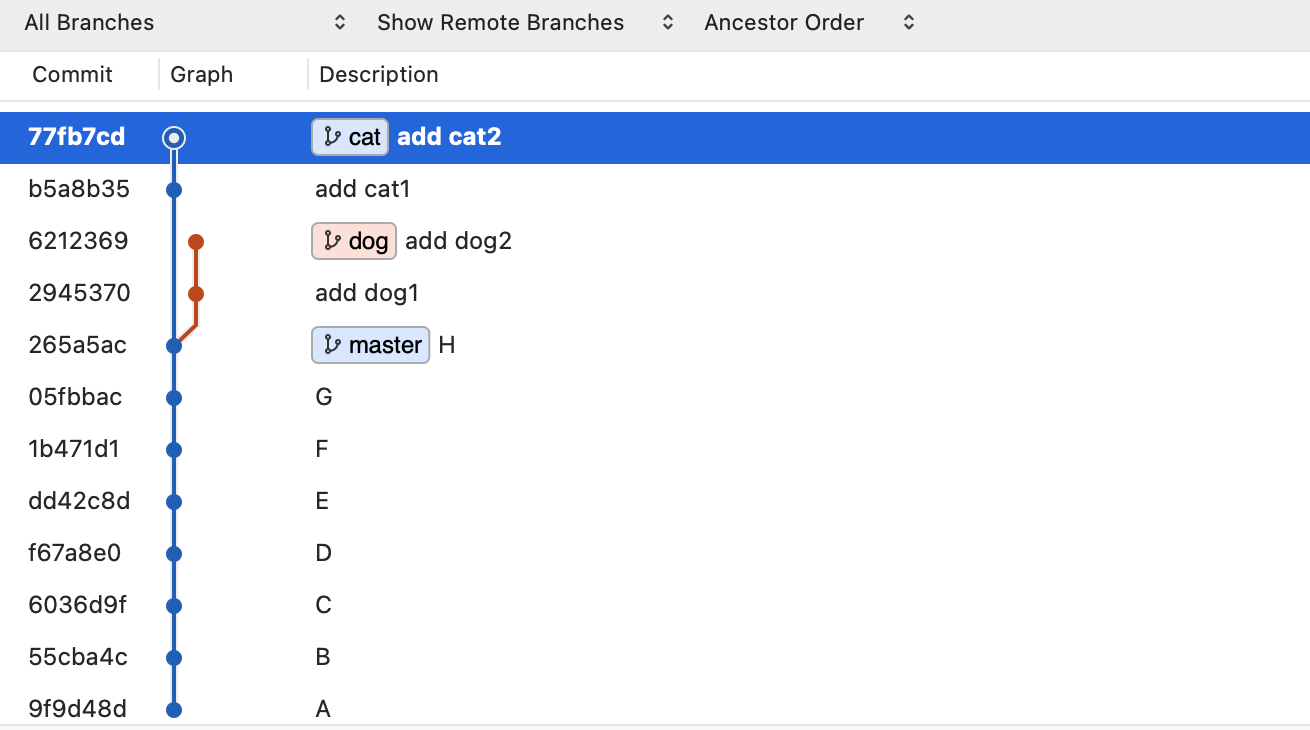 All Branches Show Remote Branches Ancestor Order
Commit Graph Description
77fb7cd cat add cat2
b5a8b35 add cat1
6212369 dog add dog2
2945370 add dog1
265a5ac master H
05fbbac G
1b471d1 F
dd42c8d E
f67a8e0 D
6036d9f C
55cba4c B
9f9d48d A